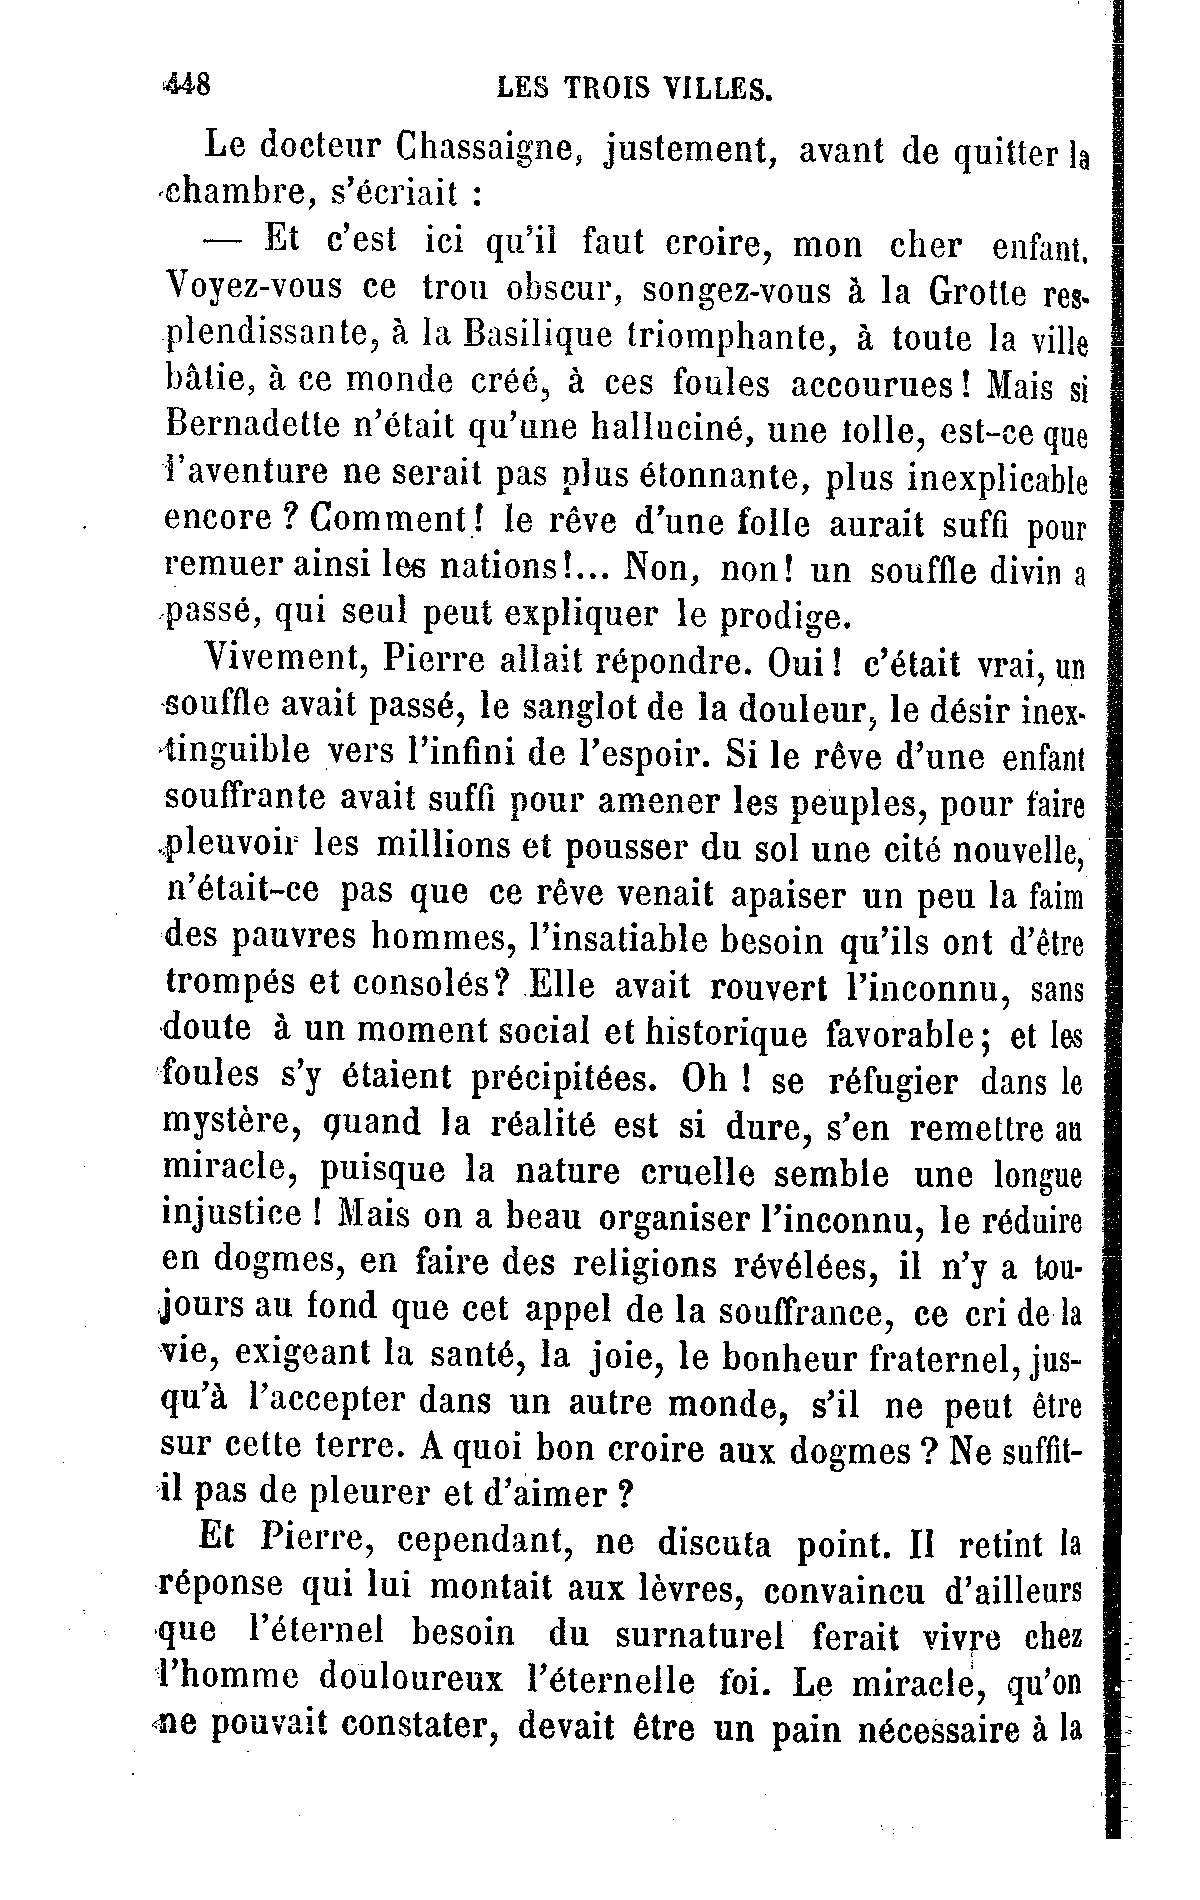 448 LES TROIS VILLES.
Le docteur Chassaigne, justement, avant de quitter la
chambre, s'écriait :
— Et c'est ici qu'il faut croire, mon cher enfant.
Voyez-vous ce trou obscur, songez-vous à la Grotte res-
plendissante, à la Basilique triomphante, à toute la ville
bâtie, à ce monde créé, à ces foules accourues ! Mais si
Bernadette n'était qu'une halluciné, une folle, est-ce que
l'aventure ne serait pas plus étonnante, plus inexplicable
encore ? Comment ! le rêve d'une folle aurait suffi pour
remuer ainsi les nations !... Non, non ! un souffle divin a
passé, qui seul peut expliquer le prodige.
Vivement, Pierre allait répondre. Oui ! c'était vrai, un
souffle avait passé, le sanglot de la douleur, le désir inex-
tinguible vers l'infini de l'espoir. Si le rêve d'une enfant
souffrante avait suffi pour amener les peuples, pour faire
pleuvoir les millions et pousser du sol une cité nouvelle,
n'était-ce pas que ce rêve venait apaiser un peu la faim
des pauvres hommes, l'insatiable besoin qu'ils ont d'être
trompés et consolés ? Elle avait rouvert l'inconnu, sans
doute à un moment social et historique favorable ; et les
foules s'y étaient précipitées. Oh ! se réfugier dans le
mystère, quand la réalité est si dure, s'en remettre au
miracle, puisque la nature cruelle semble une longue
injustice ! Mais on a beau organiser l'inconnu, le réduire
en dogmes, en faire des religions révélées, il n'y a tou-
jours au fond que cet appel de la souffrance, ce cri de la
vie, exigeant la santé, la joie, le bonheur fraternel, jus-
qu'à l'accepter dans un autre monde, s'il ne peut être
sur cette terre. A quoi bon croire aux dogmes ? Ne suffit-
il pas de pleurer et d'aimer ?
Et Pierre, cependant, ne discuta point. Il retint la
réponse qui lui montait aux lèvres, convaincu d'ailleurs
que l'éternel besoin du surnaturel ferait vivre chez
l'homme douloureux l'éternelle foi. Le miracle, qu'on
ne pouvait constater, devait être un pain nécessaire à la